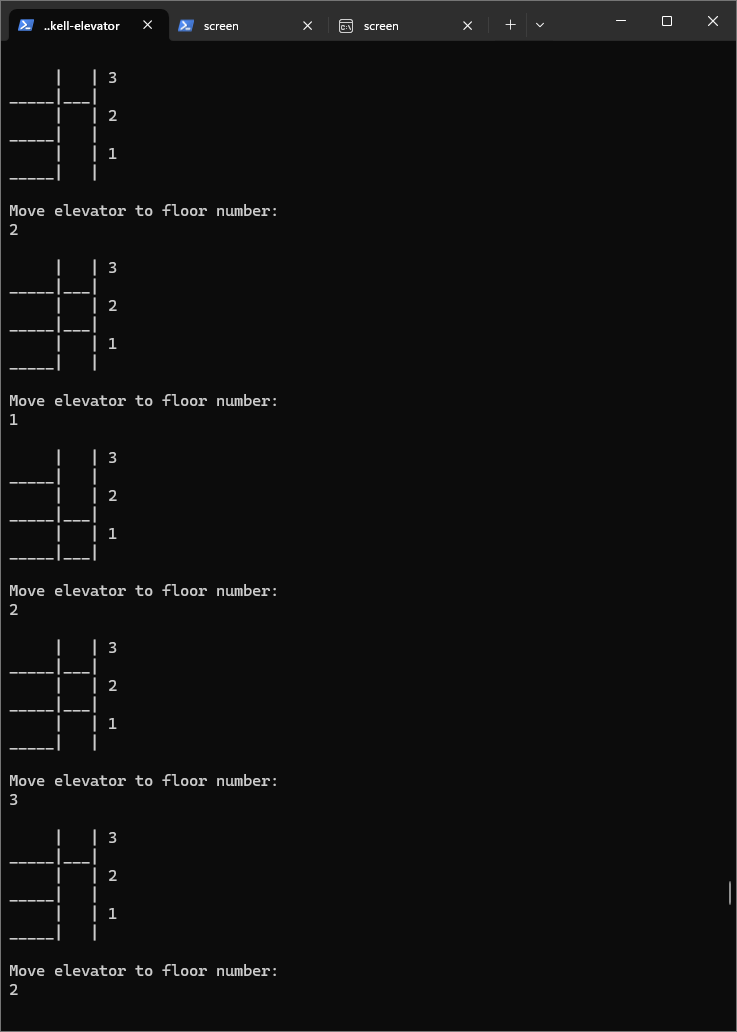 ..kell-elevator
screen
screen
     |   | 3
_____|___|
     |   | 2
_____|   |
     |   | 1
_____|   |
Move elevator to floor number:
2
     |   | 3
_____|___|
     |   | 2
_____|___|
     |   | 1
_____|   |
Move elevator to floor number:
1
     |   | 3
_____|   |
     |   | 2
_____|___|
     |   | 1
_____|___|
Move elevator to floor number:
2
     |   | 3
_____|___|
     |   | 2
_____|___|
     |   | 1
_____|   |
Move elevator to floor number:
3
     |   | 3
_____|___|
     |   | 2
_____|   |
     |   | 1
_____|   |
Move elevator to floor number:
2